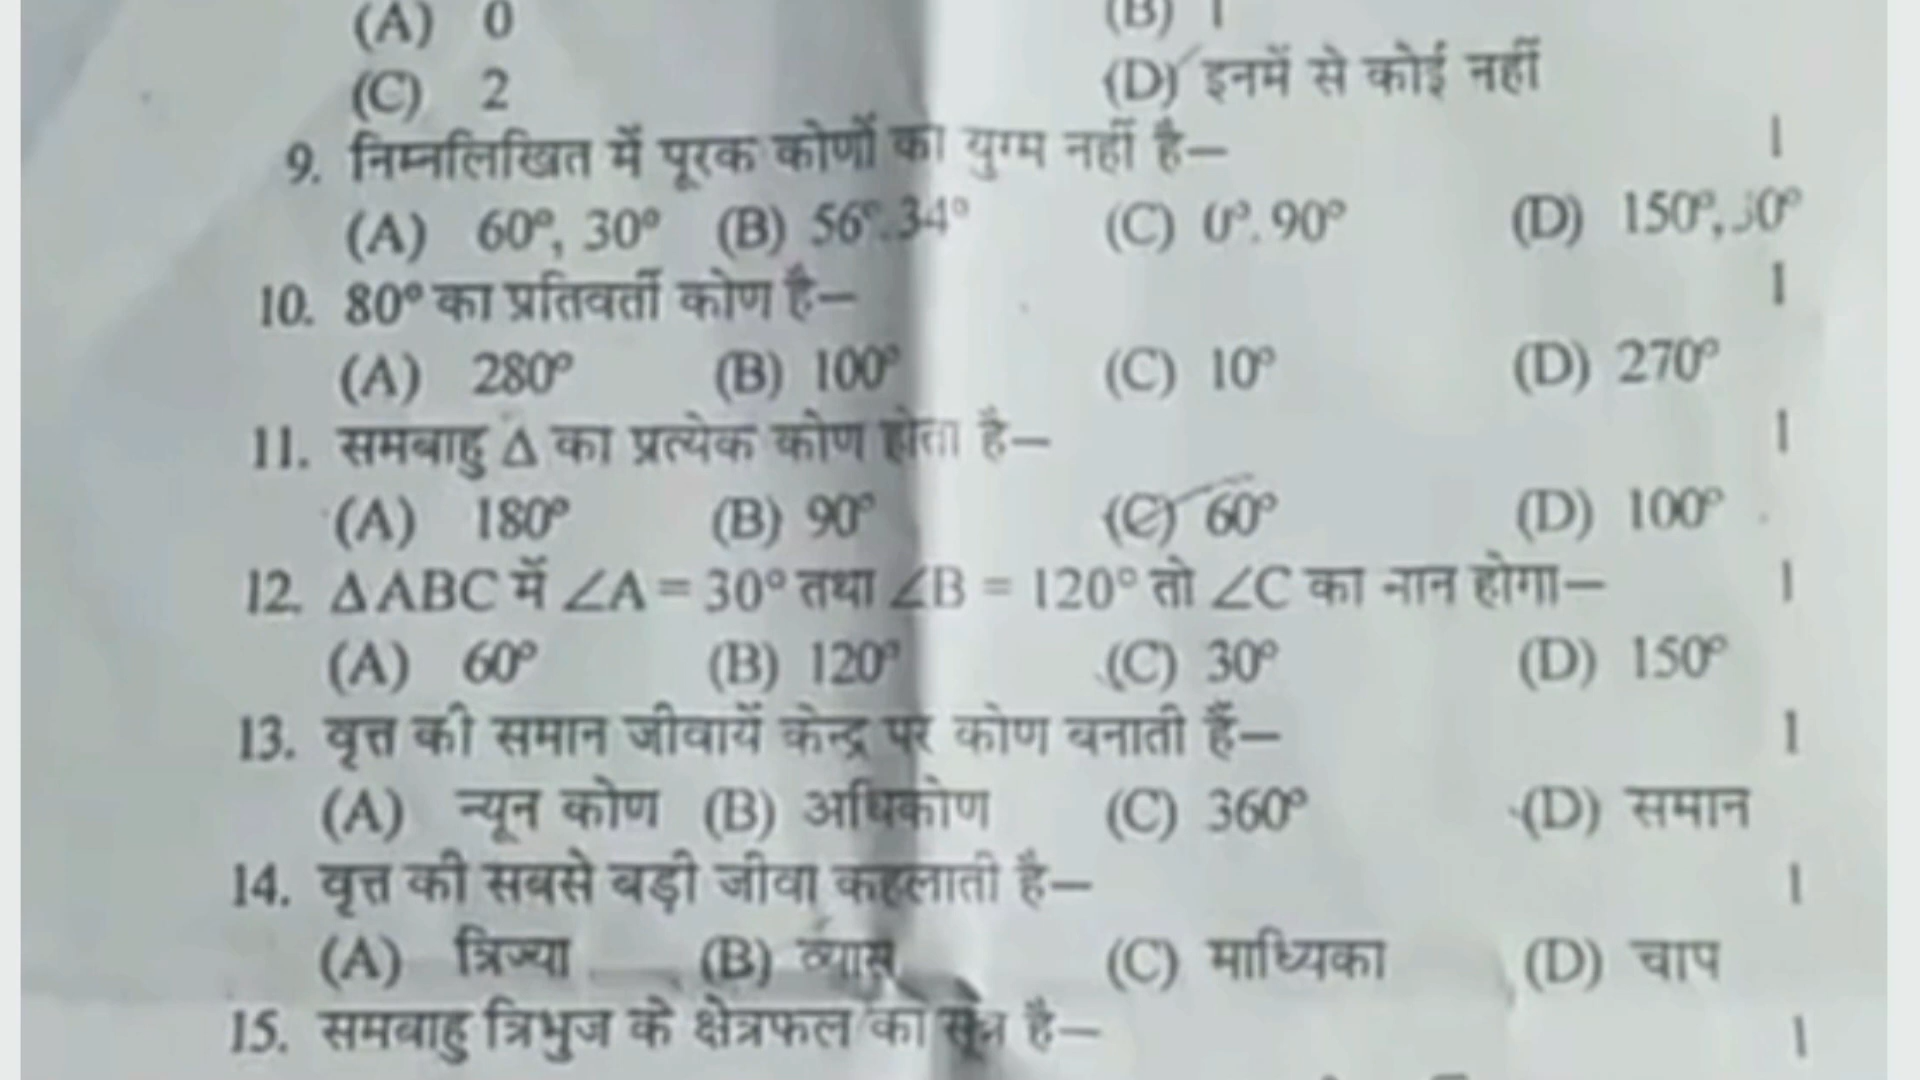 (A) 0 (B) 1
(C) 2 (D) इनमें से कोई नहीं
9. निम्नलिखित में पूरक कोणों का युग्म नहीं है— 1
(A) 60°, 30° (B) 56°.34° (C) 0°. 90° (D) 150°, 30°
10. 80° का प्रतिवर्ती कोण है— 1
(A) 280° (B) 100° (C) 10° (D) 270°
11. समबाहु Δ का प्रत्येक कोण होता है— 1
(A) 180° (B) 90° (C) 60° (D) 100°
12. Δ ABC में ∠A = 30° तथा ∠B = 120° तो ∠C का मान होगा— 1
(A) 60° (B) 120° (C) 30° (D) 150°
13. वृत्त की समान जीवायें केन्द्र पर कोण बनाती हैं— 1
(A) न्यून कोण (B) अधिकोण (C) 360° (D) समान
14. वृत्त की सबसे बड़ी जीवा कहलाती है— 1
(A) त्रिज्या (B) व्यास (C) माध्यिका (D) चाप
15. समबाहु त्रिभुज के क्षेत्रफल का सूत्र है— 1